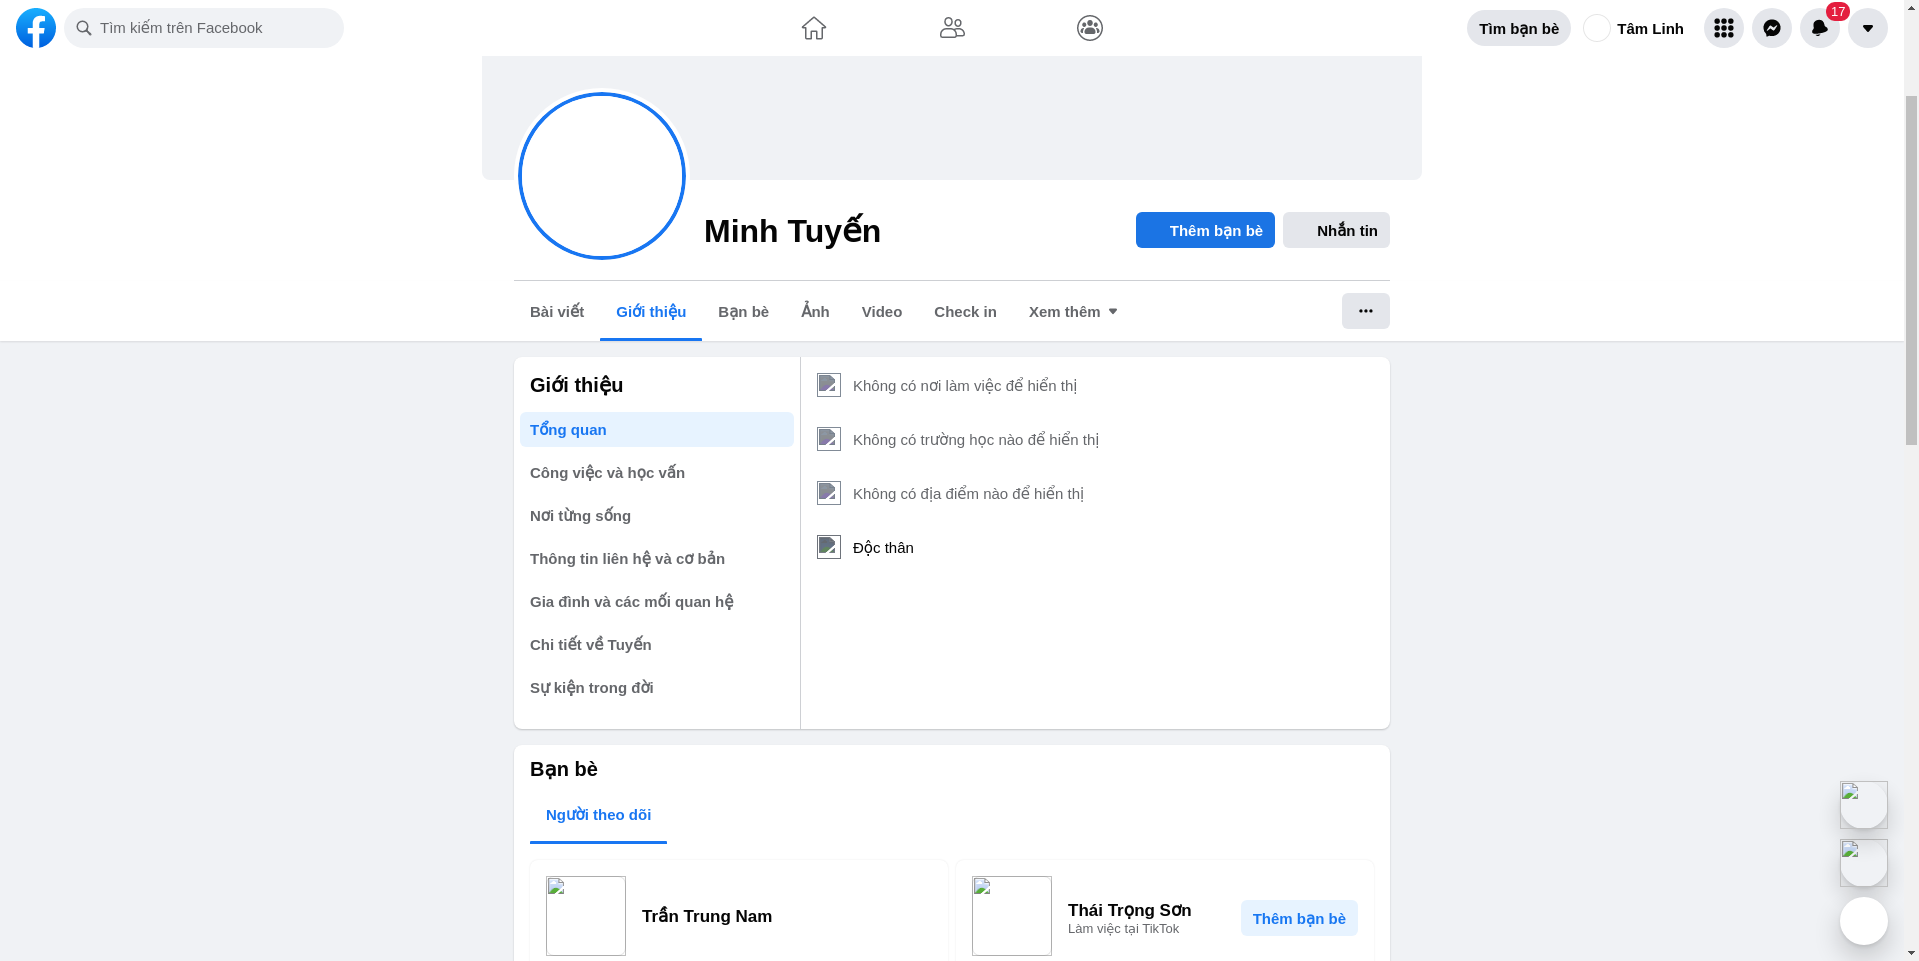 Tìm kiếm trên Facebook
Tìm bạn bè
Tâm Linh
17
Minh Tuyến
Thêm bạn bè
Nhắn tin
Bài viết
Giới thiệu
Bạn bè
Ảnh
Video
Check in
Xem thêm
Giới thiệu
Tổng quan
Công việc và học vấn
Nơi từng sống
Thông tin liên hệ và cơ bản
Gia đình và các mối quan hệ
Chi tiết về Tuyến
Sự kiện trong đời
Không có nơi làm việc để hiển thị
Không có trường học nào để hiển thị
Không có địa điểm nào để hiển thị
Độc thân
Bạn bè
Người theo dõi
Trần Trung Nam
Thái Trọng Sơn
Làm việc tại TikTok
Thêm bạn bè